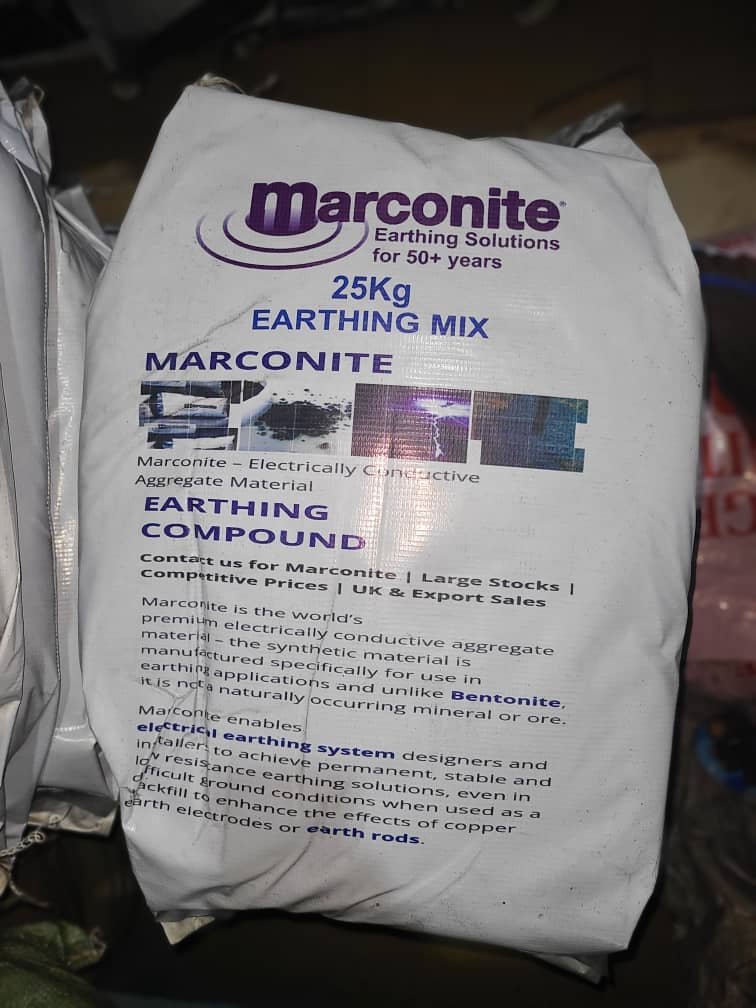 marconite®
Earthing Solutions
for 50+ years
25Kg
EARTHING MIX
MARCONITE
Marconite – Electrically Conductive
Aggregate Material
EARTHING
COMPOUND
Contact us for Marconite | Large Stocks |
Competitive Prices | UK & Export Sales
Marconite is the world's
premium electrically conductive aggregate
material – the synthetic material is
manufactured specifically for use in
earthing applications and unlike Bentonite,
it is not a naturally occurring mineral or ore.
Marconite enables
electrical earthing system designers and
installers to achieve permanent, stable and
low resistance earthing solutions, even in
difficult ground conditions when used as a
backfill to enhance the effects of copper
earth electrodes or earth rods.